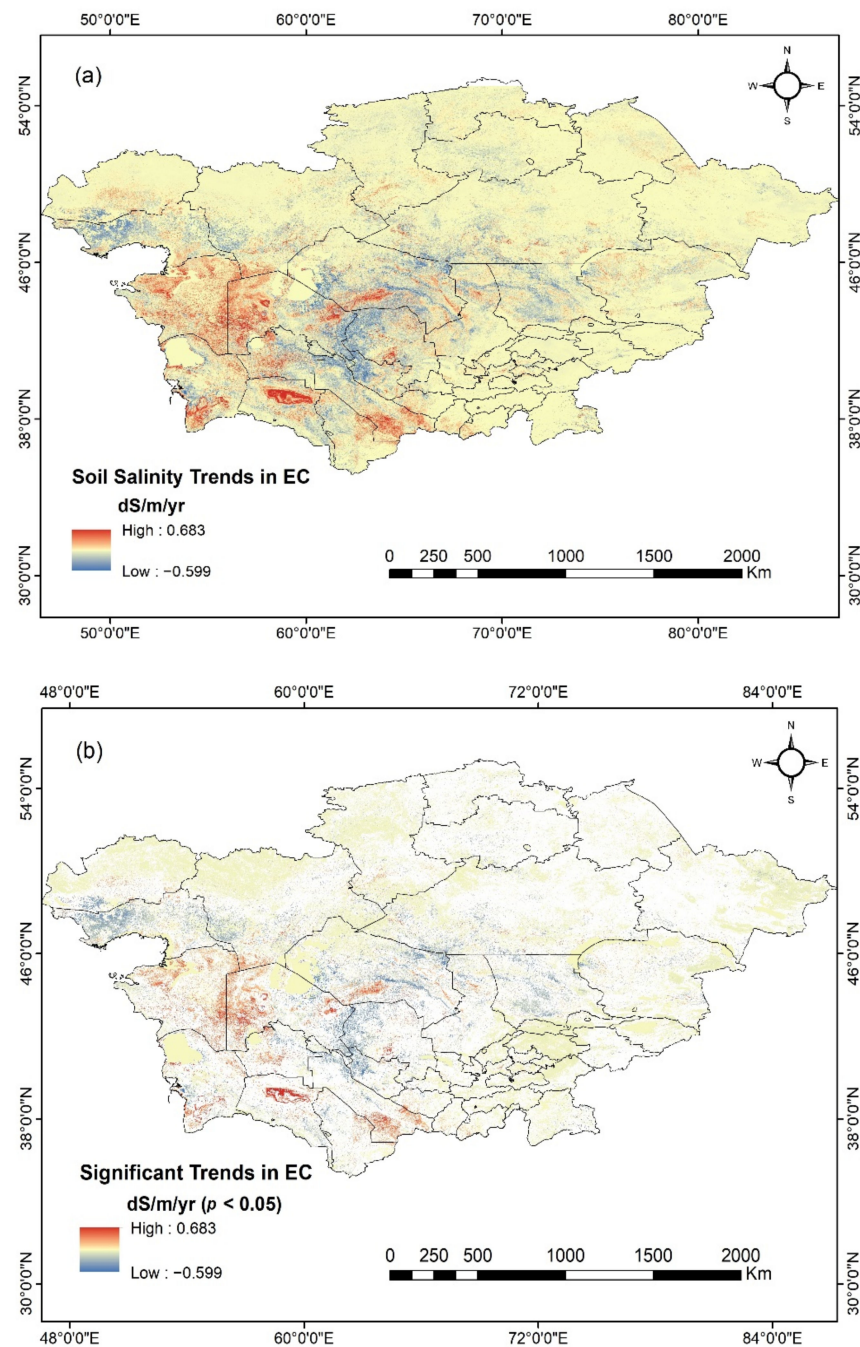 50°0'0"E 60°0'0"E 70°0'0"E 80°0'0"E
(a)
N
W E
S
54°0'0"N 54°0'0"N
46°0'0"N 46°0'0"N
38°0'0"N 38°0'0"N
30°0'0"N 30°0'0"N
Soil Salinity Trends in EC
dS/m/yr
High : 0.683
Low : −0.599
0 250 500 1000 1500 2000
Km
50°0'0"E 60°0'0"E 70°0'0"E 80°0'0"E
48°0'0"E 60°0'0"E 72°0'0"E 84°0'0"E
(b)
N
W E
S
54°0'0"N 54°0'0"N
46°0'0"N 46°0'0"N
38°0'0"N 38°0'0"N
30°0'0"N 30°0'0"N
Significant Trends in EC
dS/m/yr (p < 0.05)
High : 0.683
Low : −0.599
0 250 500 1000 1500 2000
Km
48°0'0"E 60°0'0"E 72°0'0"E 84°0'0"E